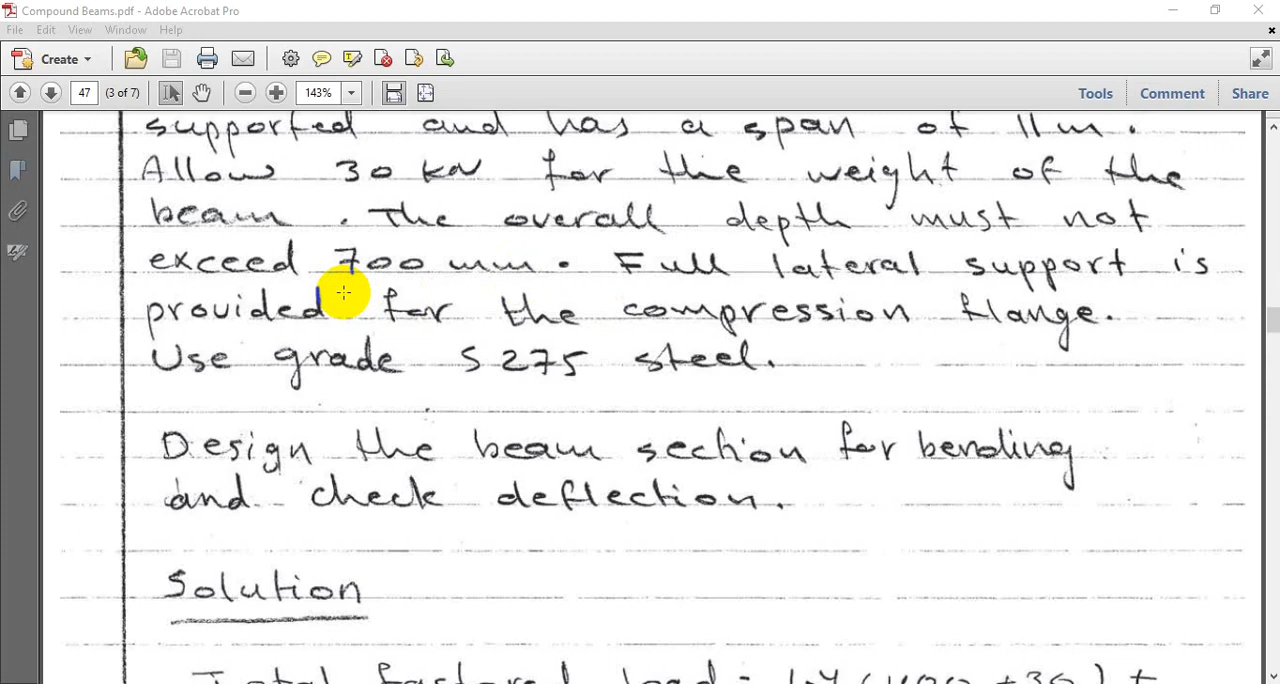 Compound Beams.pdf - Adobe Acrobat Pro
File Edit View Window Help
Create
47 (3 of 7) 143% Tools Comment Share
supported and has a span of 11m.
Allow 30 kN for the weight of the
beam. The overall depth must not
exceed 700 mm. Full lateral support is
provided for the compression flange.
Use grade S275 steel.
Design the beam section for bending
and check deflection.
Solution
Total factored load =